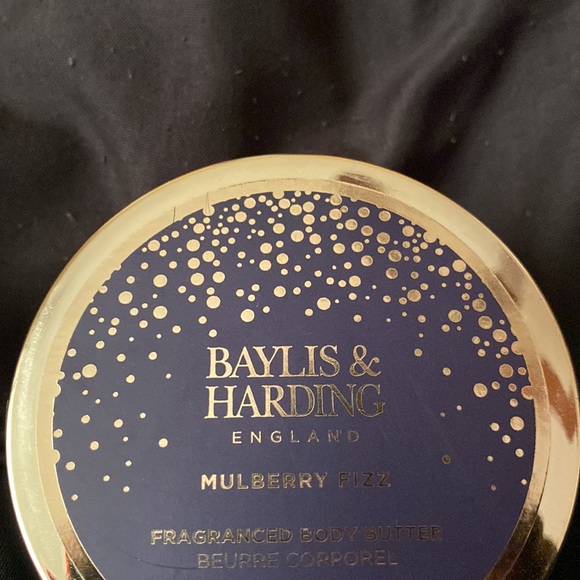 BAYLIS &
HARDING
ENGLAND
MULBERRY FIZZ
FRAGRANCED BODY BUTTER
BEURRE CORPOREL